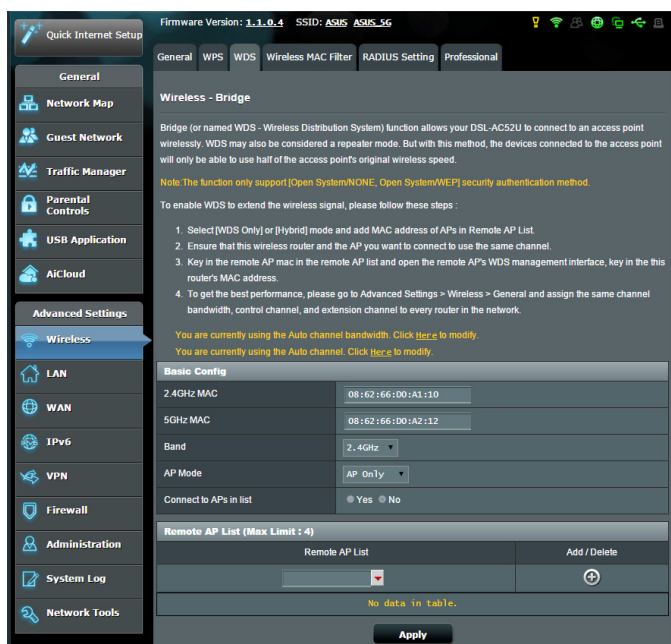 Quick Internet Setup
Firmware Version: 1.1.0.4 SSID: ASUS ASUS_5G
General WPS WDS Wireless MAC Filter RADIUS Setting Professional
General
Network Map
Guest Network
Traffic Manager
Parental
Controls
USB Application
AiCloud
Advanced Settings
Wireless
LAN
WAN
IPv6
VPN
Firewall
Administration
System Log
Network Tools
Wireless - Bridge
Bridge (or named WDS - Wireless Distribution System) function allows your DSL-AC52U to connect to an access point
wirelessly. WDS may also be considered a repeater mode. But with this method, the devices connected to the access point
will only be able to use half of the access point's original wireless speed.
Note:The function only support [Open System/NONE, Open System/WEP] security authentication method.
To enable WDS to extend the wireless signal, please follow these steps :
1. Select [WDS Only] or [Hybrid] mode and add MAC address of APs in Remote AP List.
2. Ensure that this wireless router and the AP you want to connect to use the same channel.
3. Key in the remote AP mac in the remote AP list and open the remote AP's WDS management interface, key in the this
router's MAC address.
4. To get the best performance, please go to Advanced Settings > Wireless > General and assign the same channel
bandwidth, control channel, and extension channel to every router in the network.
You are currently using the Auto channel bandwidth. Click Here to modify.
You are currently using the Auto channel. Click Here to modify.
Basic Config
2.4GHz MAC 08:62:66:D0:A1:10
5GHz MAC 08:62:66:D0:A2:12
Band 2.4GHz
AP Mode AP Only
Connect to APs in list Yes No
Remote AP List (Max Limit : 4)
Remote AP List Add / Delete
No data in table.
Apply